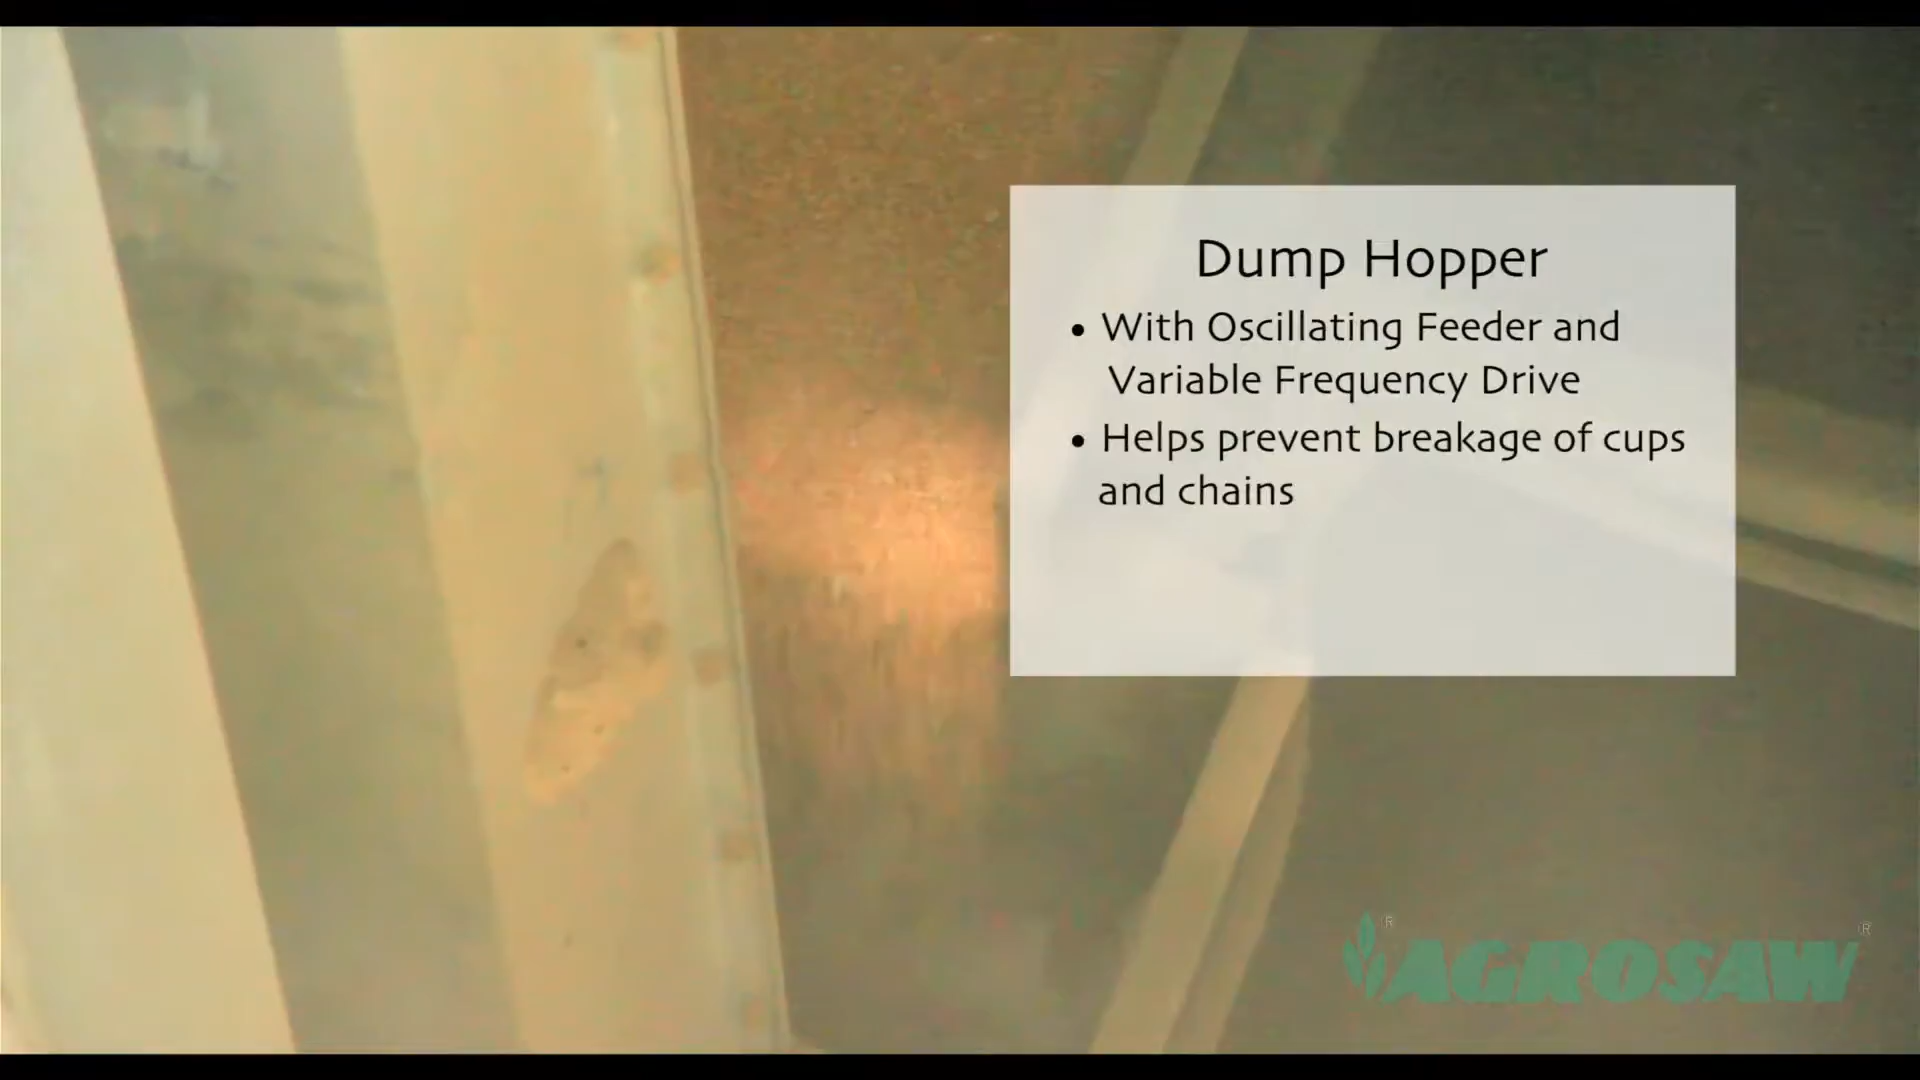 Dump Hopper
• With Oscillating Feeder and
Variable Frequency Drive
• Helps prevent breakage of cups
and chains
® AGROSAW ®